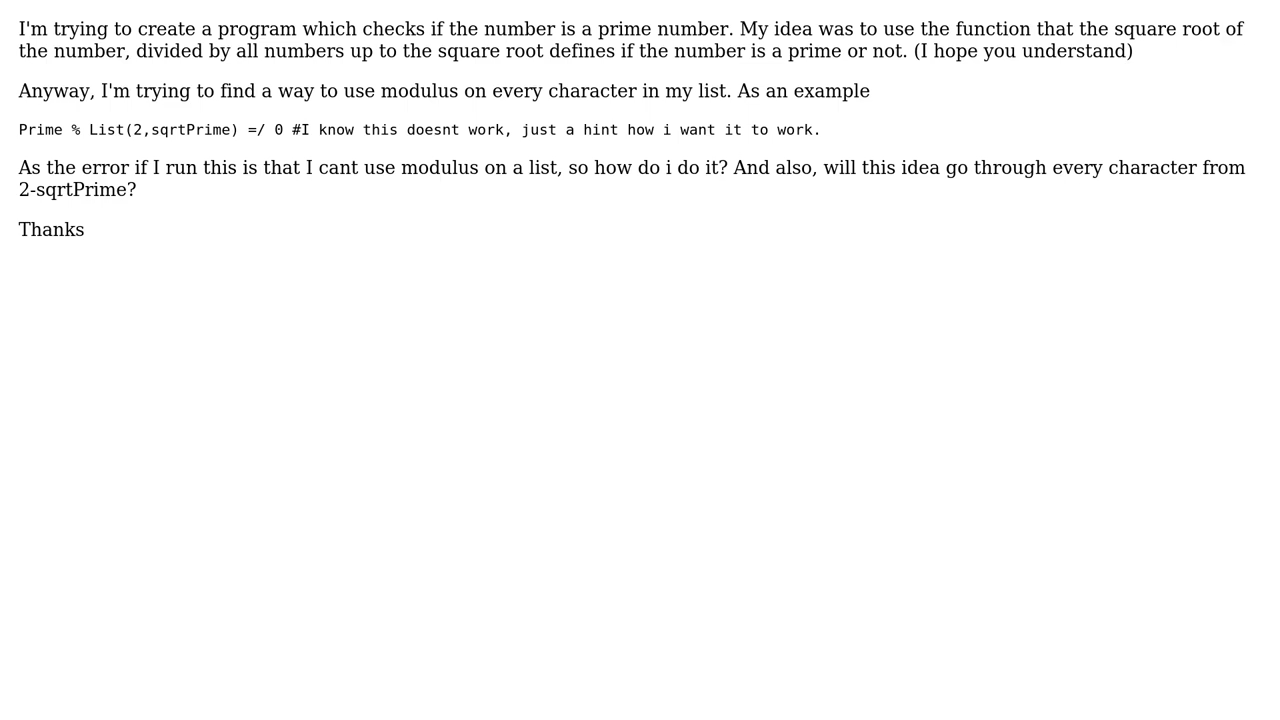 I'm trying to create a program which checks if the number is a prime number. My idea was to use the function that the square root of
the number, divided by all numbers up to the square root defines if the number is a prime or not. (I hope you understand)
Anyway, I'm trying to find a way to use modulus on every character in my list. As an example
Prime % List(2,sqrtPrime) =/ 0 #I know this doesnt work, just a hint how i want it to work.
As the error if I run this is that I cant use modulus on a list, so how do i do it? And also, will this idea go through every character from
2-sqrtPrime?
Thanks